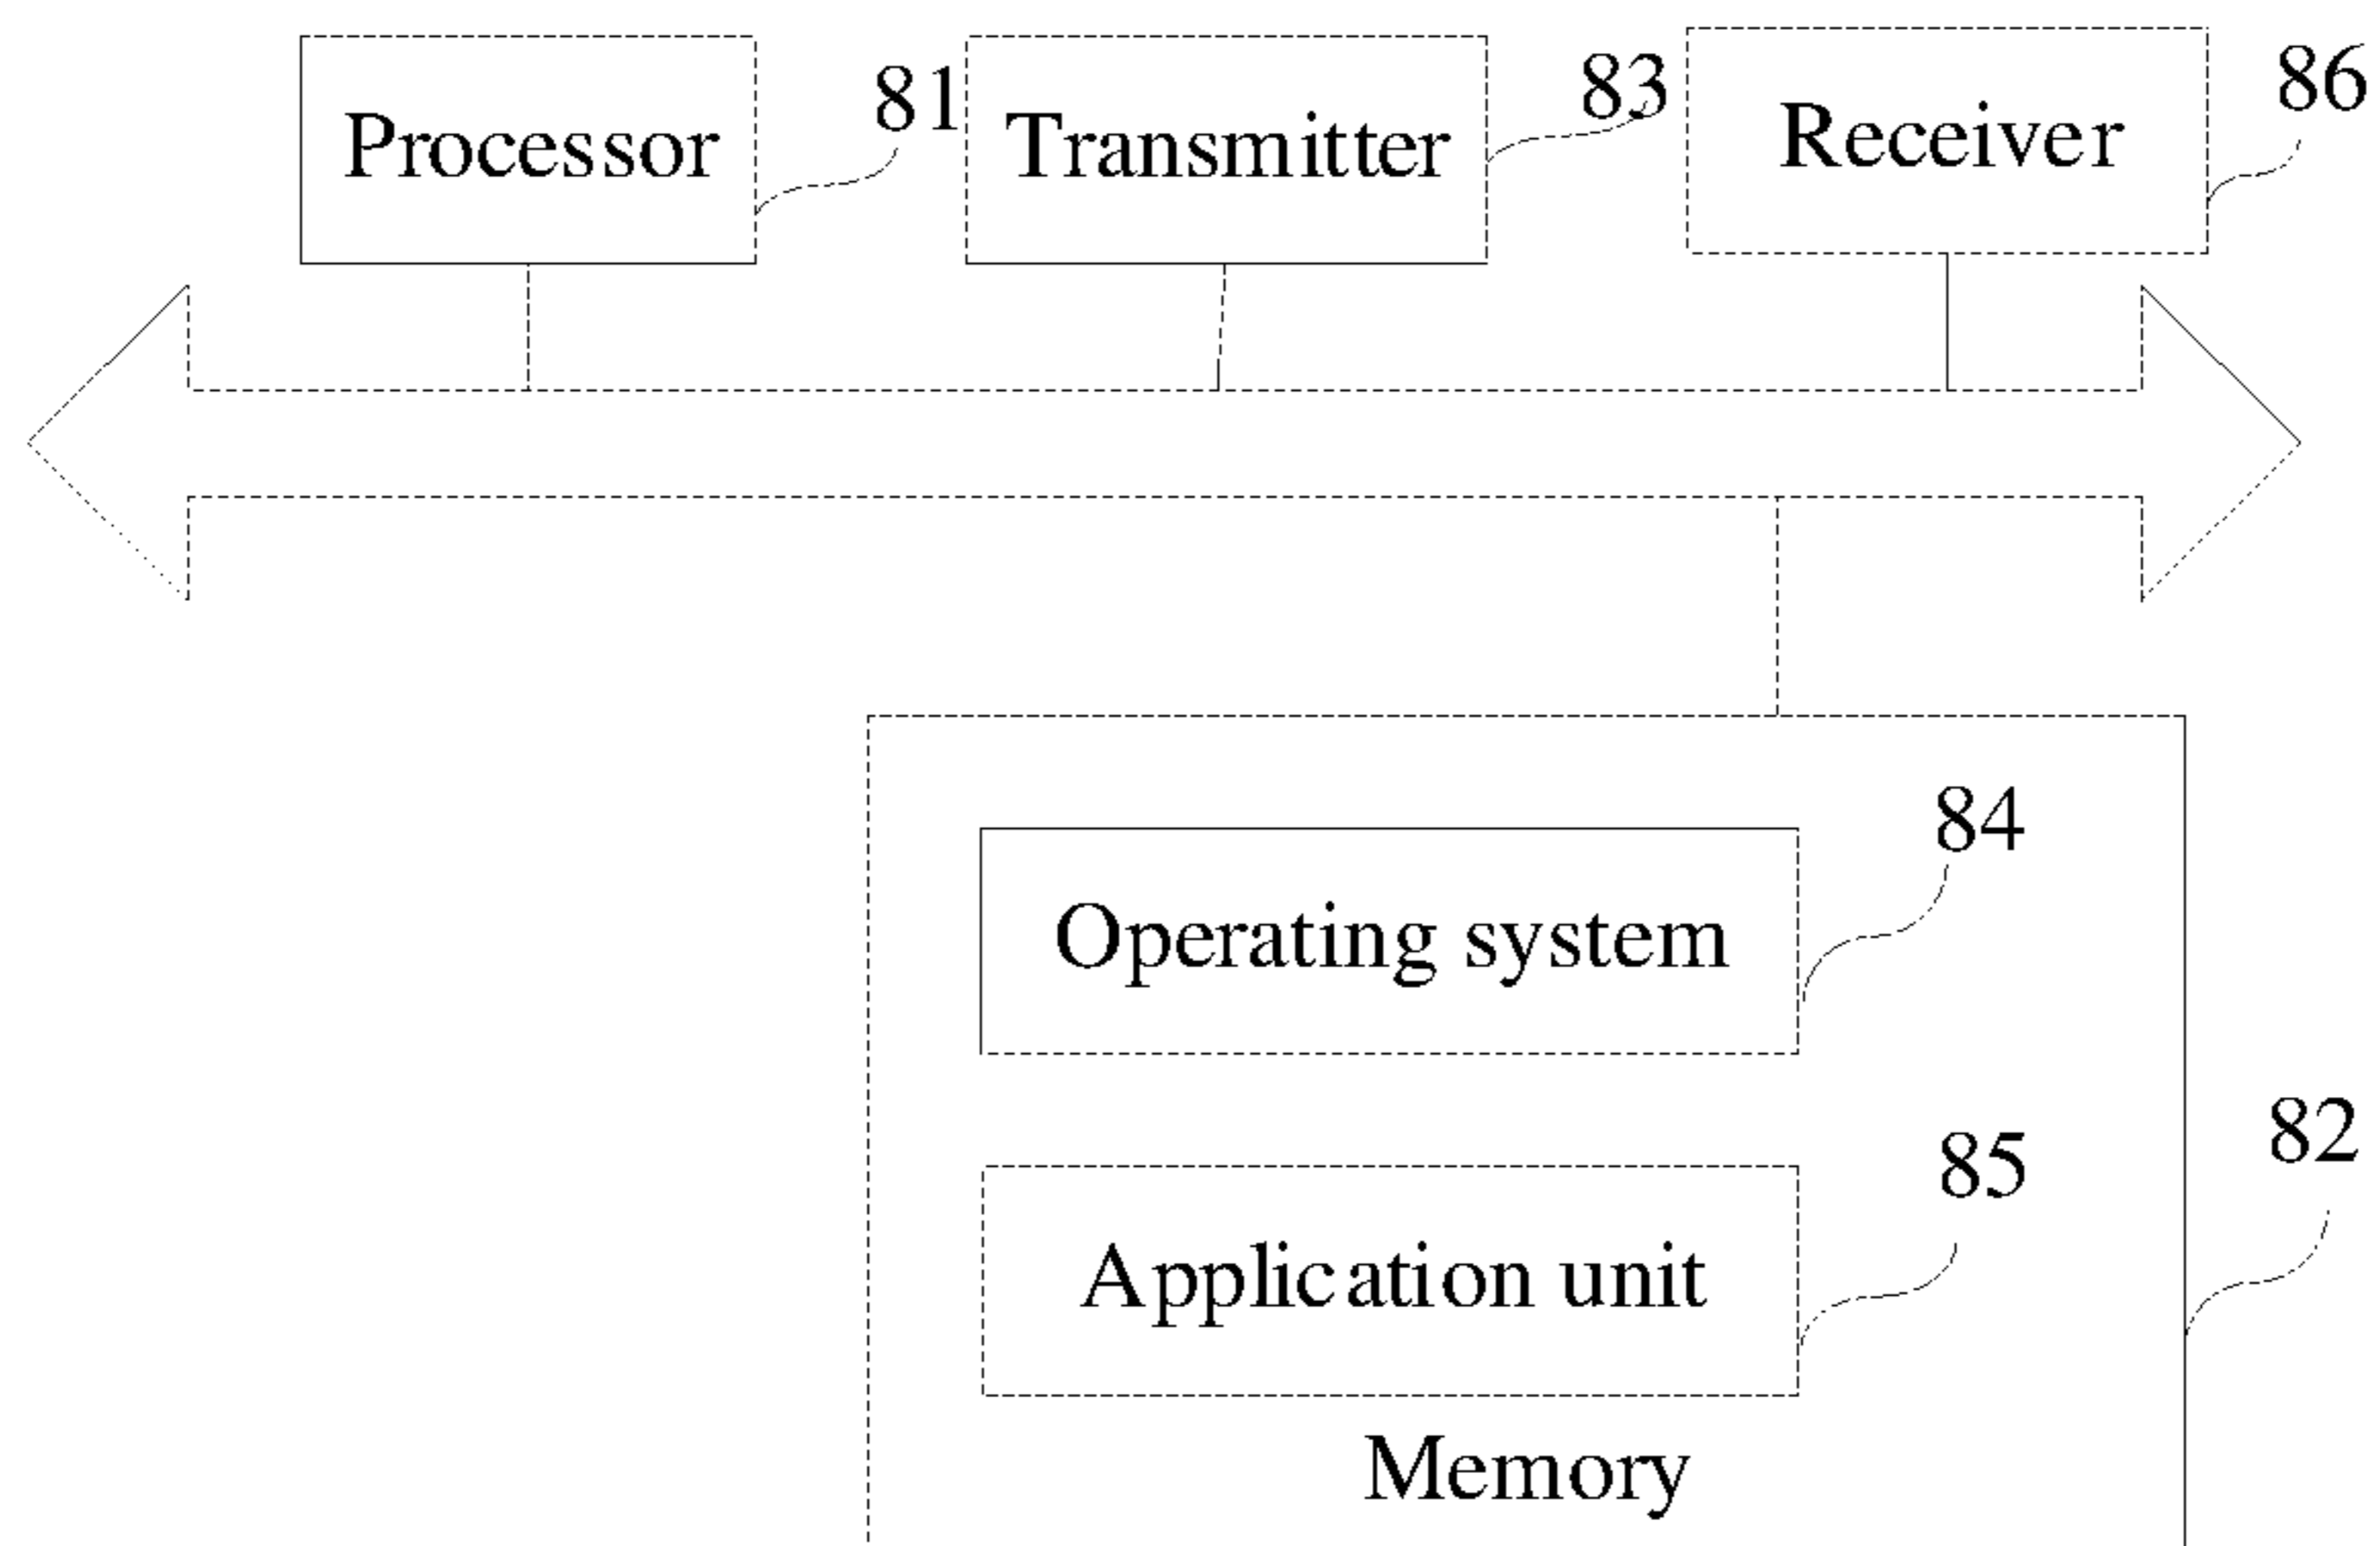 Processor
81
Transmitter
83
Receiver
86
Operating system
84
Application unit
85
82
Memory